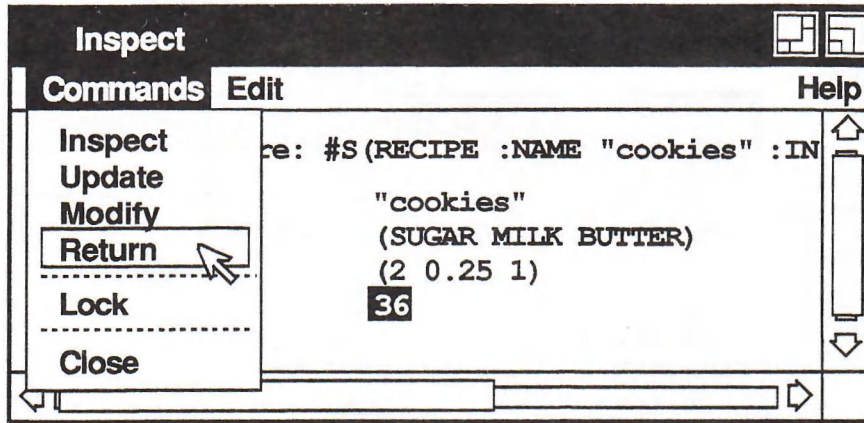 Inspect
Commands Edit Help
Inspect
Update
Modify
Return
Lock
Close
re: #S(RECIPE :NAME "cookies" :IN
"cookies"
(SUGAR MILK BUTTER)
(2 0.25 1)
36